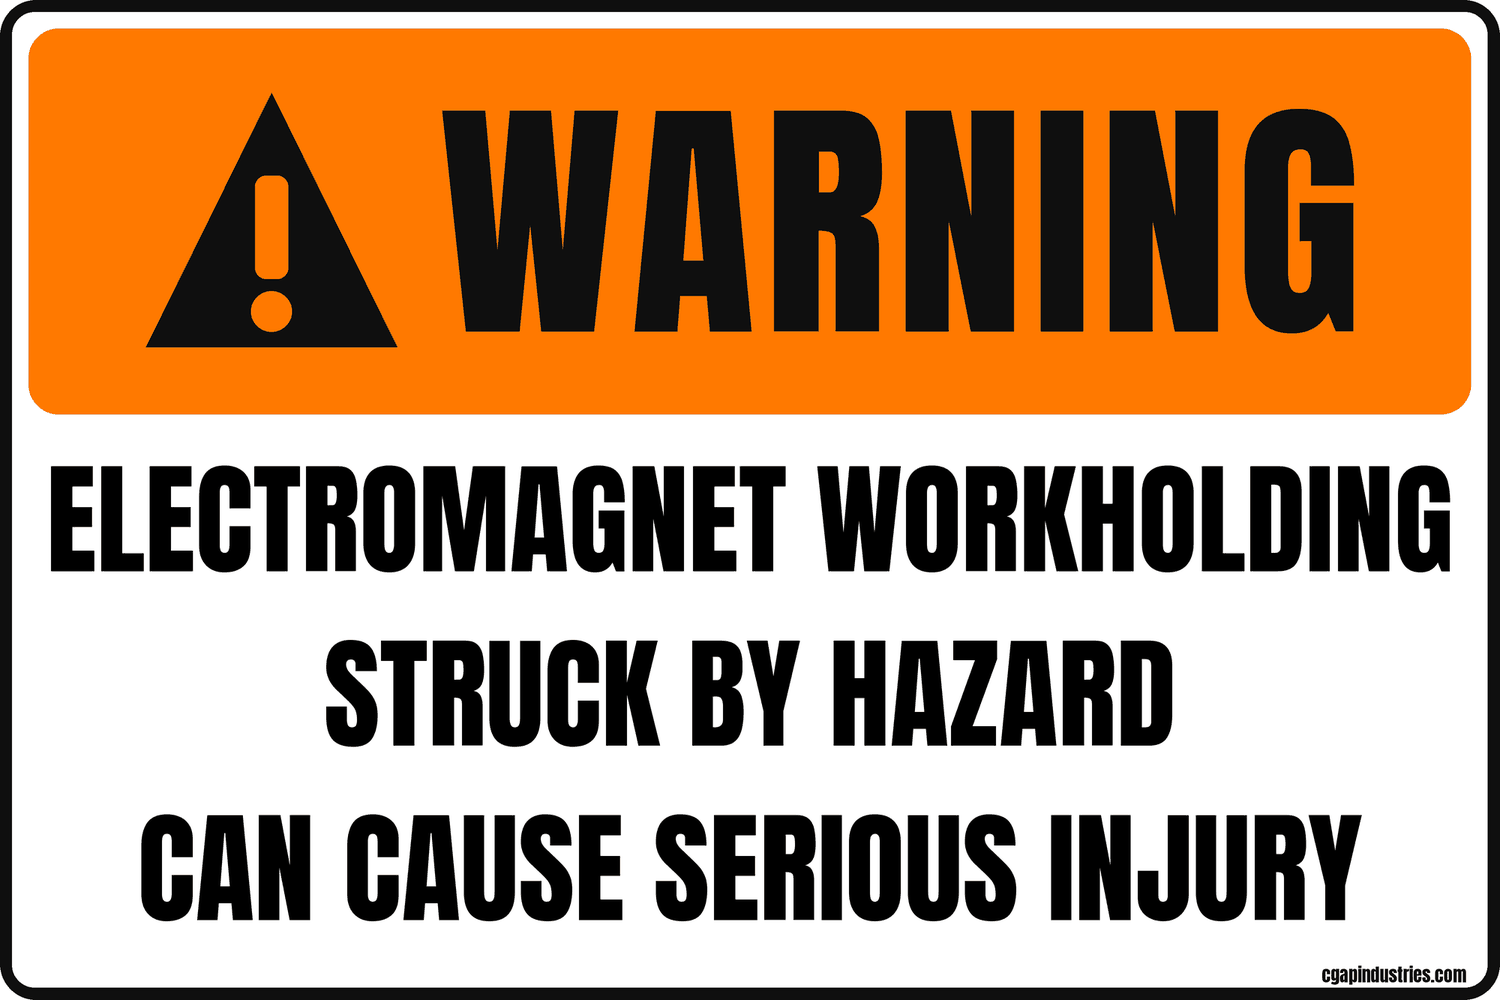 WARNING
ELECTROMAGNET WORKHOLDING
STRUCK BY HAZARD
CAN CAUSE SERIOUS INJURY
cgapindustries.com